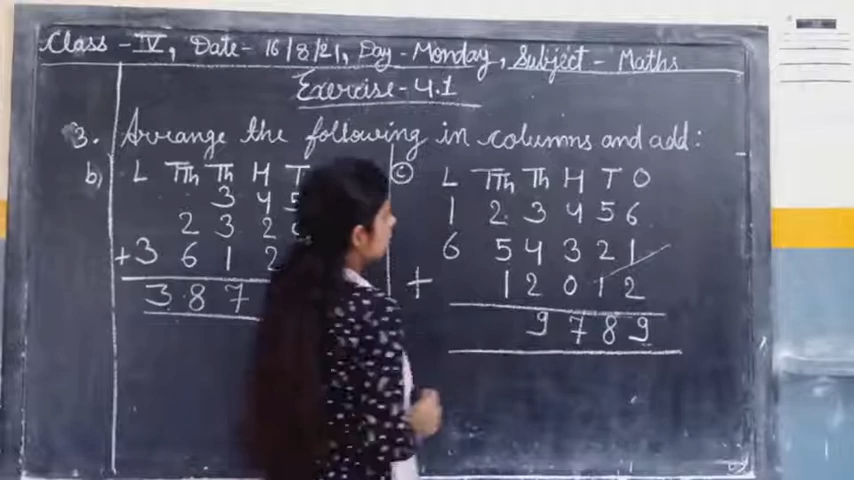 Class - IV, Date - 16/8/21, Day - Monday, Subject - Maths
Exercise - 4.1
3. Arrange the following in columns and add:
b) L TTh Th H T
3 4 5
2 3 2
+3 6 1 2
3 8 7
c L TTh Th H T O
1 2 3 4 5 6
6 5 4 3 2 1
+ 1 2 0 1 2
9 7 8 9